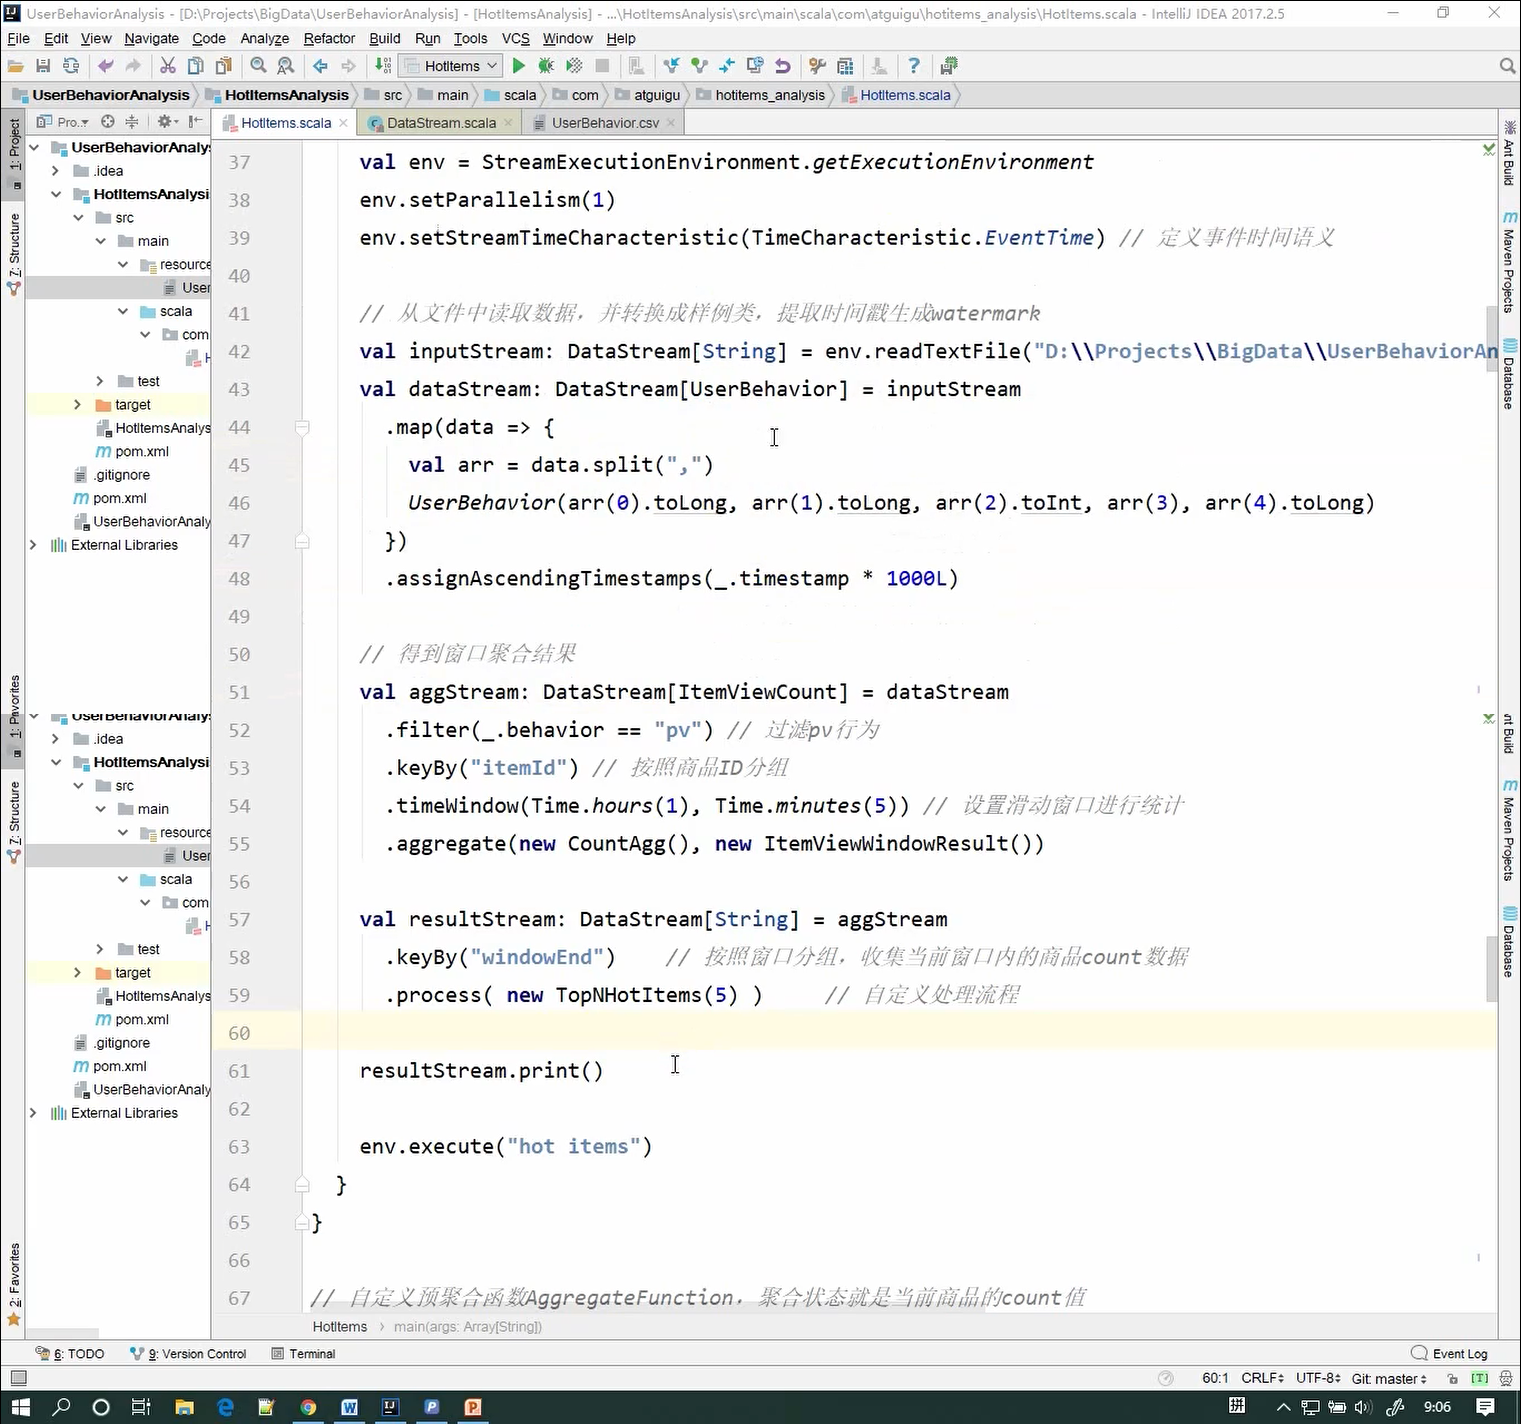 UserBehaviorAnalysis - [D:\Projects\BigData\UserBehaviorAnalysis] - [HotItemsAnalysis] - ...\HotItemsAnalysis\src\main\scala\com\atguigu\hotitems_analysis\HotItems.scala - IntelliJ IDEA 2017.2.5
File Edit View Navigate Code Analyze Refactor Build Run Tools VCS Window Help
HotItems
UserBehaviorAnalysis HotItemsAnalysis src main scala com atguigu hotitems_analysis HotItems.scala
Pro... HotItems.scala DataStream.scala UserBehavior.csv
1: Project
7: Structure
UserBehaviorAnaly
.idea
HotItemsAnalysi
src
main
resource
User
scala
com
test
target
HotItemsAnalys
pom.xml
.gitignore
pom.xml
UserBehaviorAnaly
External Libraries
1: Favorites
UserBehaviorAnaly
.idea
HotItemsAnalysi
7: Structure
src
main
resource
User
scala
com
test
target
HotItemsAnalys
pom.xml
.gitignore
pom.xml
UserBehaviorAnaly
External Libraries
2: Favorites
37 val env = StreamExecutionEnvironment.getExecutionEnvironment
38 env.setParallelism(1)
39 env.setStreamTimeCharacteristic(TimeCharacteristic.EventTime) // 定义事件时间语义
40
41 // 从文件中读取数据，并转换成样例类，提取时间戳生成watermark
42 val inputStream: DataStream[String] = env.readTextFile("D:\\Projects\\BigData\\UserBehaviorAn
43 val dataStream: DataStream[UserBehavior] = inputStream
44 .map(data => {
45 val arr = data.split(",")
46 UserBehavior(arr(0).toLong, arr(1).toLong, arr(2).toInt, arr(3), arr(4).toLong)
47 })
48 .assignAscendingTimestamps(_.timestamp * 1000L)
49
50 // 得到窗口聚合结果
51 val aggStream: DataStream[ItemViewCount] = dataStream
52 .filter(_.behavior == "pv") // 过滤pv行为
53 .keyBy("itemId") // 按照商品ID分组
54 .timeWindow(Time.hours(1), Time.minutes(5)) // 设置滑动窗口进行统计
55 .aggregate(new CountAgg(), new ItemViewWindowResult())
56
57 val resultStream: DataStream[String] = aggStream
58 .keyBy("windowEnd") // 按照窗口分组，收集当前窗口内的商品count数据
59 .process( new TopNHotItems(5) ) // 自定义处理流程
60
61 resultStream.print()
62
63 env.execute("hot items")
64 }
65 }
66
67 // 自定义预聚合函数AggregateFunction，聚合状态就是当前商品的count值
HotItems main(args: Array[String])
Ant Build
Maven Projects
Database
nt Build
Maven Projects
Database
6: TODO 9: Version Control Terminal Event Log
60:1 CRLF UTF-8 Git: master [T]
拼 9:06